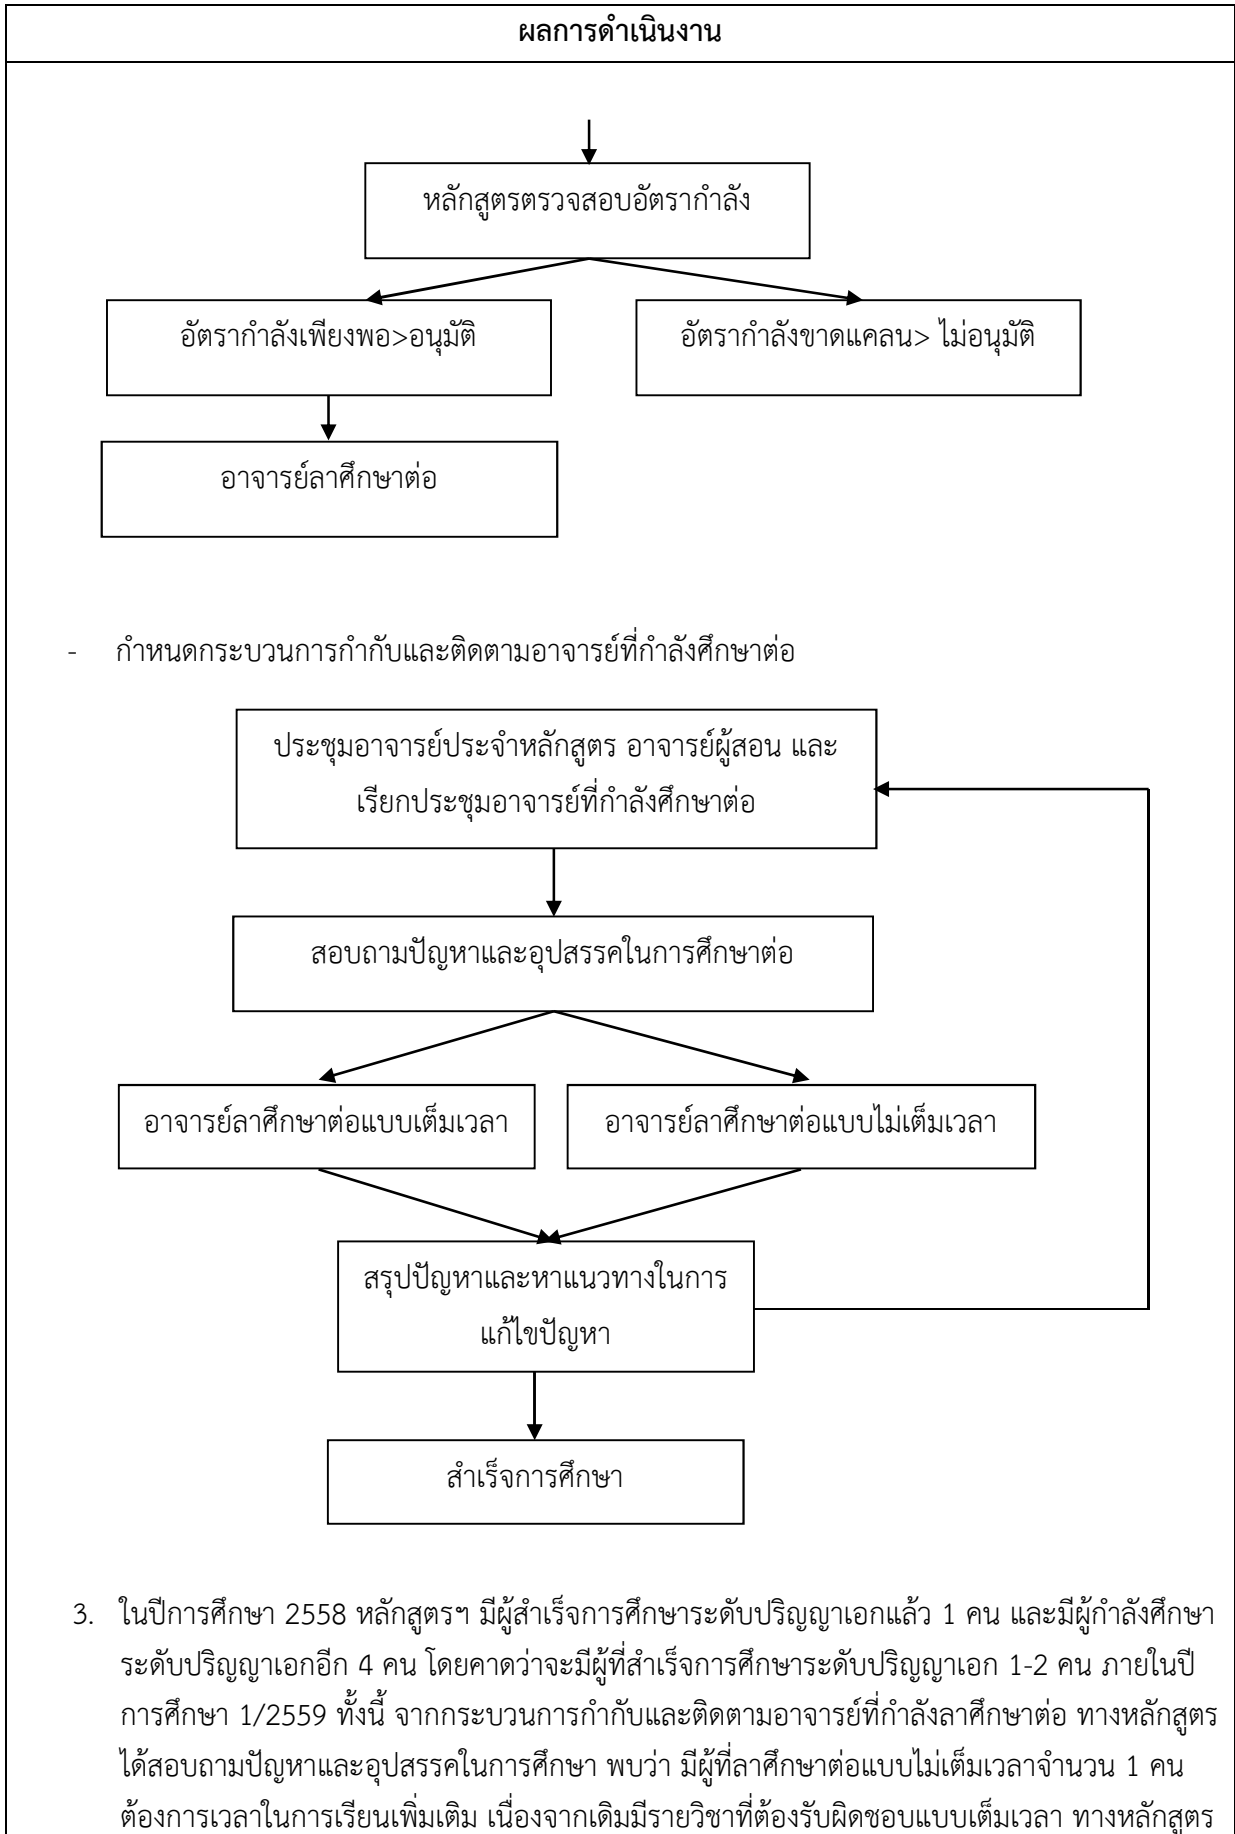 ผลการดำเนินงาน
หลักสูตรตรวจสอบอัตรากำลัง
อัตรากำลังเพียงพอ>อนุมัติ
อัตรากำลังขาดแคลน> ไม่อนุมัติ
อาจารย์ลาศึกษาต่อ
- กำหนดกระบวนการกำกับและติดตามอาจารย์ที่กำลังศึกษาต่อ
ประชุมอาจารย์ประจำหลักสูตร อาจารย์ผู้สอน และ
เรียกประชุมอาจารย์ที่กำลังศึกษาต่อ
สอบถามปัญหาและอุปสรรคในการศึกษาต่อ
อาจารย์ลาศึกษาต่อแบบเต็มเวลา
อาจารย์ลาศึกษาต่อแบบไม่เต็มเวลา
สรุปปัญหาและหาแนวทางในการ
แก้ไขปัญหา
สำเร็จการศึกษา
3. ในปีการศึกษา 2558 หลักสูตรฯ มีผู้สำเร็จการศึกษาระดับปริญญาเอกแล้ว 1 คน และมีผู้กำลังศึกษา
ระดับปริญญาเอกอีก 4 คน โดยคาดว่าจะมีผู้ที่สำเร็จการศึกษาระดับปริญญาเอก 1-2 คน ภายในปี
การศึกษา 1/2559 ทั้งนี้ จากกระบวนการกำกับและติดตามอาจารย์ที่กำลังลาศึกษาต่อ ทางหลักสูตร
ได้สอบถามปัญหาและอุปสรรคในการศึกษา พบว่า มีผู้ที่ลาศึกษาต่อแบบไม่เต็มเวลาจำนวน 1 คน
ต้องการเวลาในการเรียนเพิ่มเติม เนื่องจากเดิมมีรายวิชาที่ต้องรับผิดชอบแบบเต็มเวลา ทางหลักสูตร